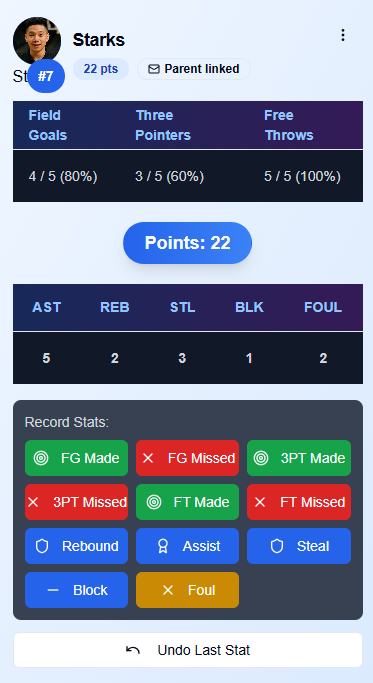 Starks
St
#7
22 pts
Parent linked
Field Goals
Three Pointers
Free Throws
4 / 5 (80%)
3 / 5 (60%)
5 / 5 (100%)
Points: 22
AST REB STL BLK FOUL
5 2 3 1 2
Record Stats:
FG Made
FG Missed
3PT Made
3PT Missed
FT Made
FT Missed
Rebound
Assist
Steal
Block
Foul
Undo Last Stat